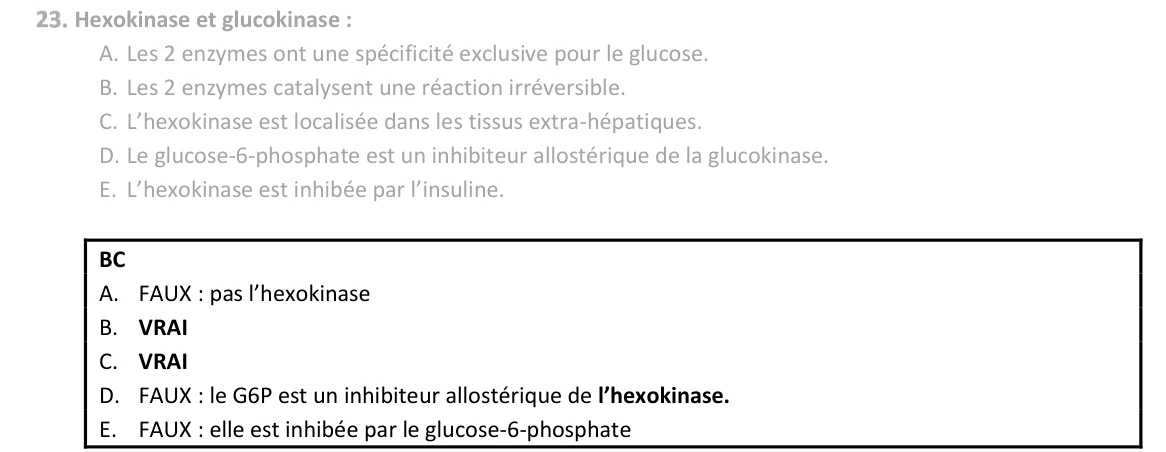 23. Hexokinase et glucokinase :
A. Les 2 enzymes ont une spécificité exclusive pour le glucose.
B. Les 2 enzymes catalysent une réaction irréversible.
C. L’hexokinase est localisée dans les tissus extra-hépatiques.
D. Le glucose-6-phosphate est un inhibiteur allostérique de la glucokinase.
E. L’hexokinase est inhibée par l’insuline.
BC
A. FAUX : pas l’hexokinase
B. VRAI
C. VRAI
D. FAUX : le G6P est un inhibiteur allostérique de l’hexokinase.
E. FAUX : elle est inhibée par le glucose-6-phosphate